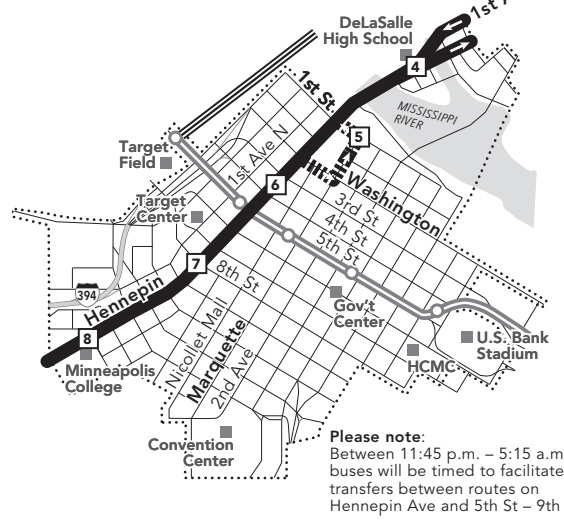 DeLaSalle
High School
1st
4
MISSISSIPPI
RIVER
1st St.
5
Target
Field
1st Ave N
6
Washington
Target
Center
3rd St
4th St
5th St
7
8th St
394
Hennepin
Gov't
Center
U.S. Bank
Stadium
8
HCMC
Minneapolis
College
Nicollet Mall
Marquette
2nd Ave
Convention
Center
Please note:
Between 11:45 p.m. – 5:15 a.m
buses will be timed to facilitate
transfers between routes on
Hennepin Ave and 5th St – 9th